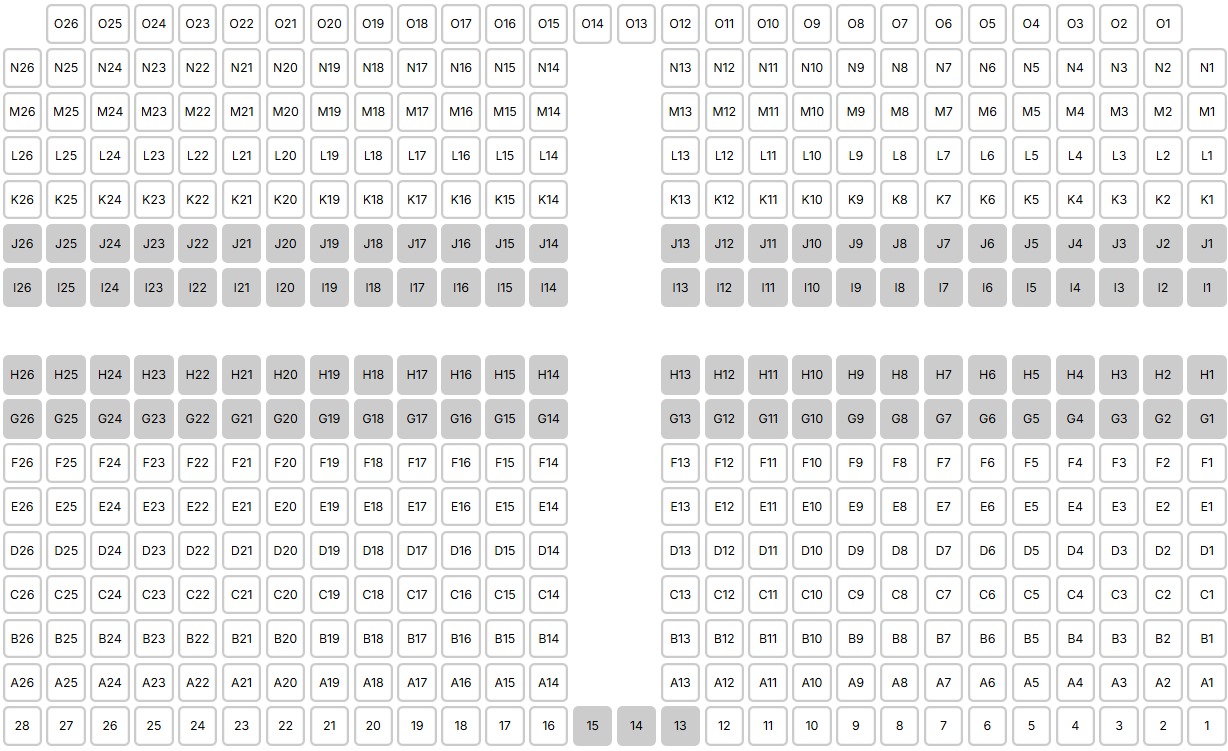 O26 O25 O24 O23 O22 O21 O20 O19 O18 O17 O16 O15 O14 O13 O12 O11 O10 O9 O8 O7 O6 O5 O4 O3 O2 O1
N26 N25 N24 N23 N22 N21 N20 N19 N18 N17 N16 N15 N14 N13 N12 N11 N10 N9 N8 N7 N6 N5 N4 N3 N2 N1
M26 M25 M24 M23 M22 M21 M20 M19 M18 M17 M16 M15 M14 M13 M12 M11 M10 M9 M8 M7 M6 M5 M4 M3 M2 M1
L26 L25 L24 L23 L22 L21 L20 L19 L18 L17 L16 L15 L14 L13 L12 L11 L10 L9 L8 L7 L6 L5 L4 L3 L2 L1
K26 K25 K24 K23 K22 K21 K20 K19 K18 K17 K16 K15 K14 K13 K12 K11 K10 K9 K8 K7 K6 K5 K4 K3 K2 K1
J26 J25 J24 J23 J22 J21 J20 J19 J18 J17 J16 J15 J14 J13 J12 J11 J10 J9 J8 J7 J6 J5 J4 J3 J2 J1
I26 I25 I24 I23 I22 I21 I20 I19 I18 I17 I16 I15 I14 I13 I12 I11 I10 I9 I8 I7 I6 I5 I4 I3 I2 I1
H26 H25 H24 H23 H22 H21 H20 H19 H18 H17 H16 H15 H14 H13 H12 H11 H10 H9 H8 H7 H6 H5 H4 H3 H2 H1
G26 G25 G24 G23 G22 G21 G20 G19 G18 G17 G16 G15 G14 G13 G12 G11 G10 G9 G8 G7 G6 G5 G4 G3 G2 G1
F26 F25 F24 F23 F22 F21 F20 F19 F18 F17 F16 F15 F14 F13 F12 F11 F10 F9 F8 F7 F6 F5 F4 F3 F2 F1
E26 E25 E24 E23 E22 E21 E20 E19 E18 E17 E16 E15 E14 E13 E12 E11 E10 E9 E8 E7 E6 E5 E4 E3 E2 E1
D26 D25 D24 D23 D22 D21 D20 D19 D18 D17 D16 D15 D14 D13 D12 D11 D10 D9 D8 D7 D6 D5 D4 D3 D2 D1
C26 C25 C24 C23 C22 C21 C20 C19 C18 C17 C16 C15 C14 C13 C12 C11 C10 C9 C8 C7 C6 C5 C4 C3 C2 C1
B26 B25 B24 B23 B22 B21 B20 B19 B18 B17 B16 B15 B14 B13 B12 B11 B10 B9 B8 B7 B6 B5 B4 B3 B2 B1
A26 A25 A24 A23 A22 A21 A20 A19 A18 A17 A16 A15 A14 A13 A12 A11 A10 A9 A8 A7 A6 A5 A4 A3 A2 A1
28 27 26 25 24 23 22 21 20 19 18 17 16 15 14 13 12 11 10 9 8 7 6 5 4 3 2 1